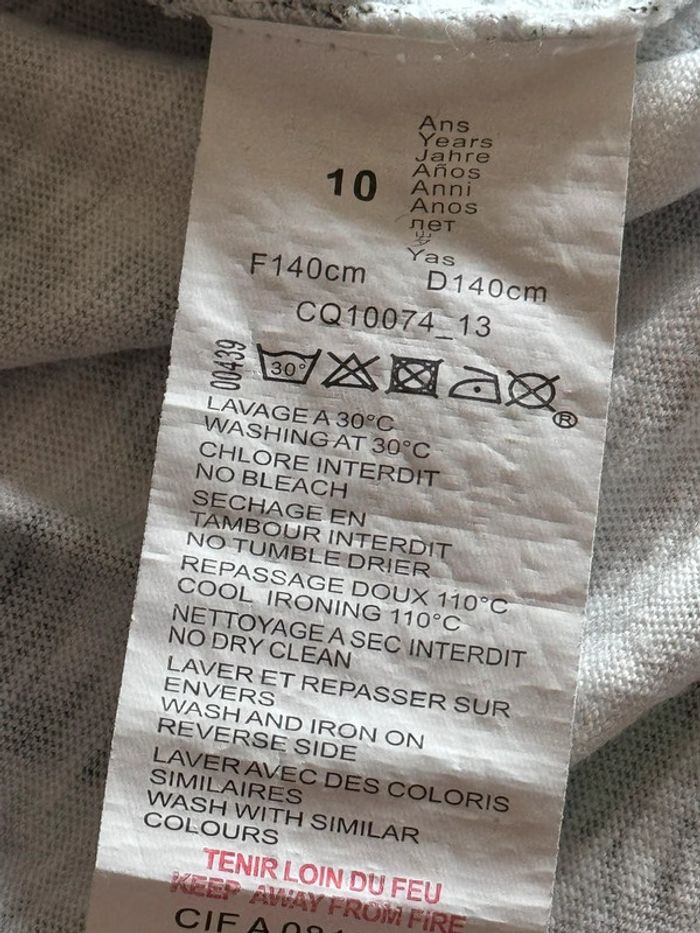 Ans
Years
Jahre
Años
10
Anni
Anos
лет
Yas
F140cm D140cm
CQ10074_13
00439
30°
®
LAVAGE A 30°C
WASHING AT 30°C
CHLORE INTERDIT
NO BLEACH
SECHAGE EN
TAMBOUR INTERDIT
NO TUMBLE DRIER
REPASSAGE DOUX 110°C
COOL IRONING 110°C
NETTOYAGE A SEC INTERDIT
NO DRY CLEAN
LAVER ET REPASSER SUR
ENVERS
WASH AND IRON ON
REVERSE SIDE
LAVER AVEC DES COLORIS
SIMILAIRES
WASH WITH SIMILAR
COLOURS
TENIR LOIN DU FEU
KEEP AWAY FROM FIRE
CIF A